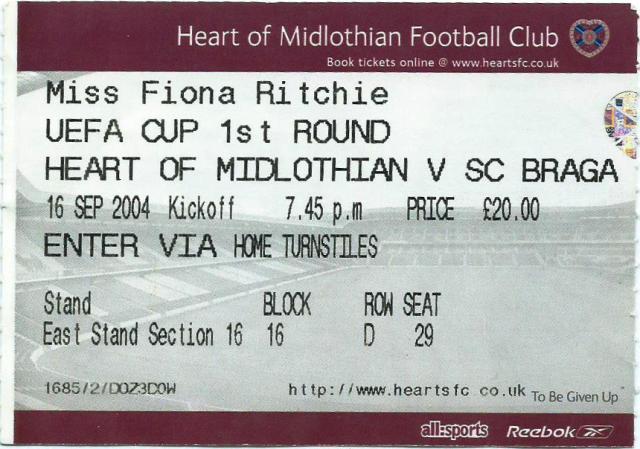 Heart of Midlothian Football Club
Book tickets online @ www.heartsfc.co.uk
Miss Fiona Ritchie
UEFA CUP 1st ROUND
HEART OF MIDLOTHIAN V SC BRAGA
16 SEP 2004 Kickoff 7.45 p.m PRICE £20.00
ENTER VIA HOME TURNSTILES
Stand BLOCK ROW SEAT
East Stand Section 16 16 D 29
1685/2/DOZ3DOW http://www.heartsfc.co.uk To Be Given Up
all:sports Reebok